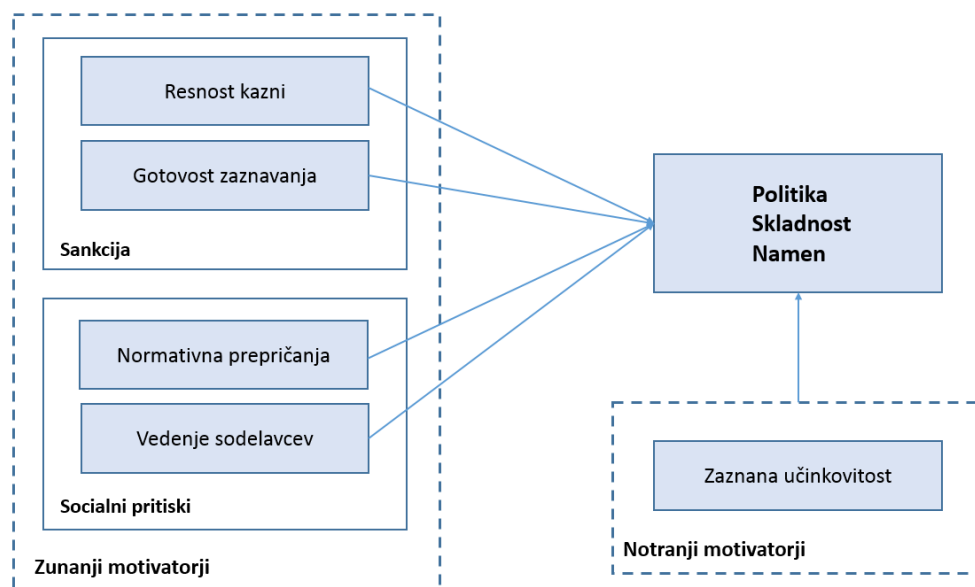 Resnost kazni
Gotovost zaznavanja
Sankcija
Normativna prepričanja
Vedenje sodelavcev
Socialni pritiski
Zunanji motivatorji
Politika
Skladnost
Namen
Zaznana učinkovitost
Notranji motivatorji